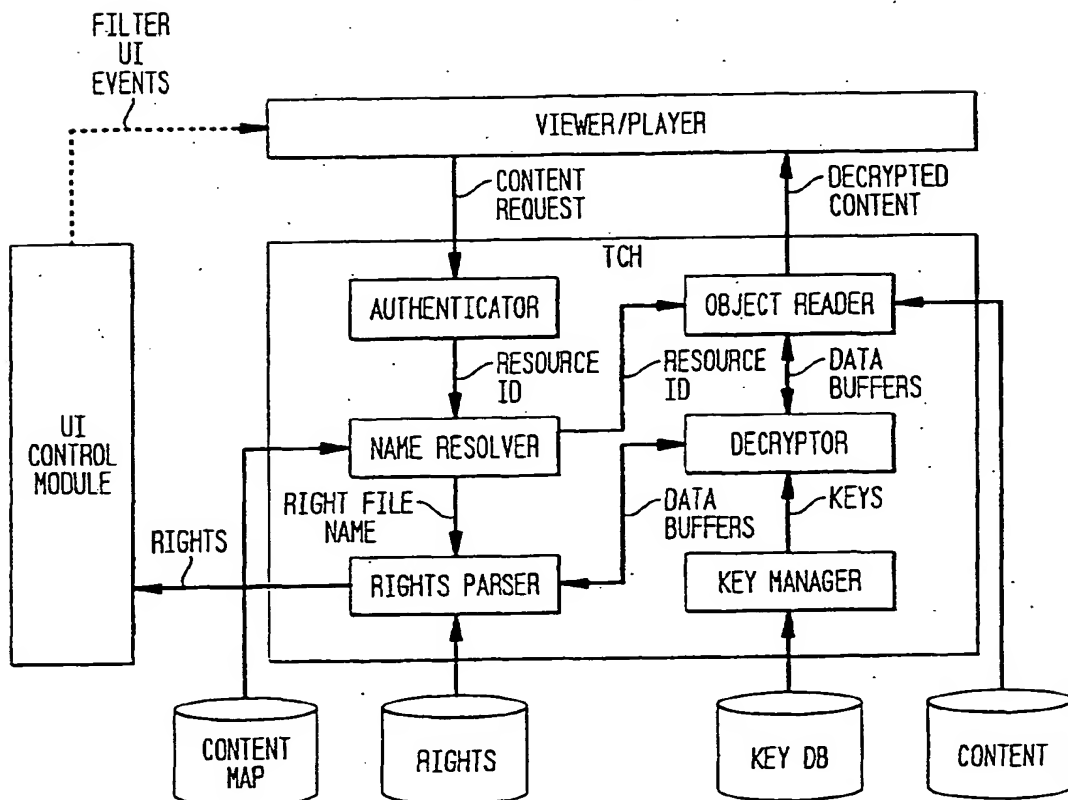 FILTER
UI
EVENTS
VIEWER/PLAYER
CONTENT
REQUEST
DECRYPTED
CONTENT
TCH
AUTHENTICATOR
OBJECT READER
RESOURCE
ID
RESOURCE
ID
DATA
BUFFERS
UI
CONTROL
MODULE
NAME RESOLVER
DECRYPTOR
RIGHT FILE
NAME
DATA
BUFFERS
KEYS
RIGHTS
RIGHTS PARSER
KEY MANAGER
CONTENT
MAP
RIGHTS
KEY DB
CONTENT